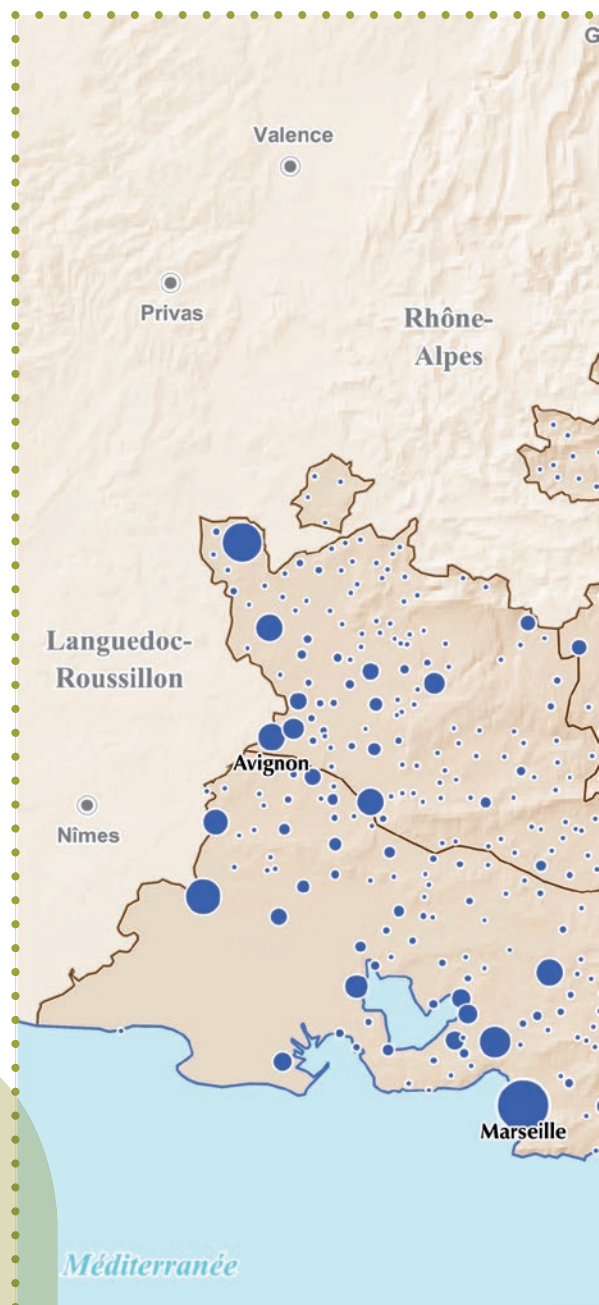 G
Valence
Privas
Rhône-
Alpes
Languedoc-
Roussillon
Avignon
Nîmes
Marseille
Méditerranée